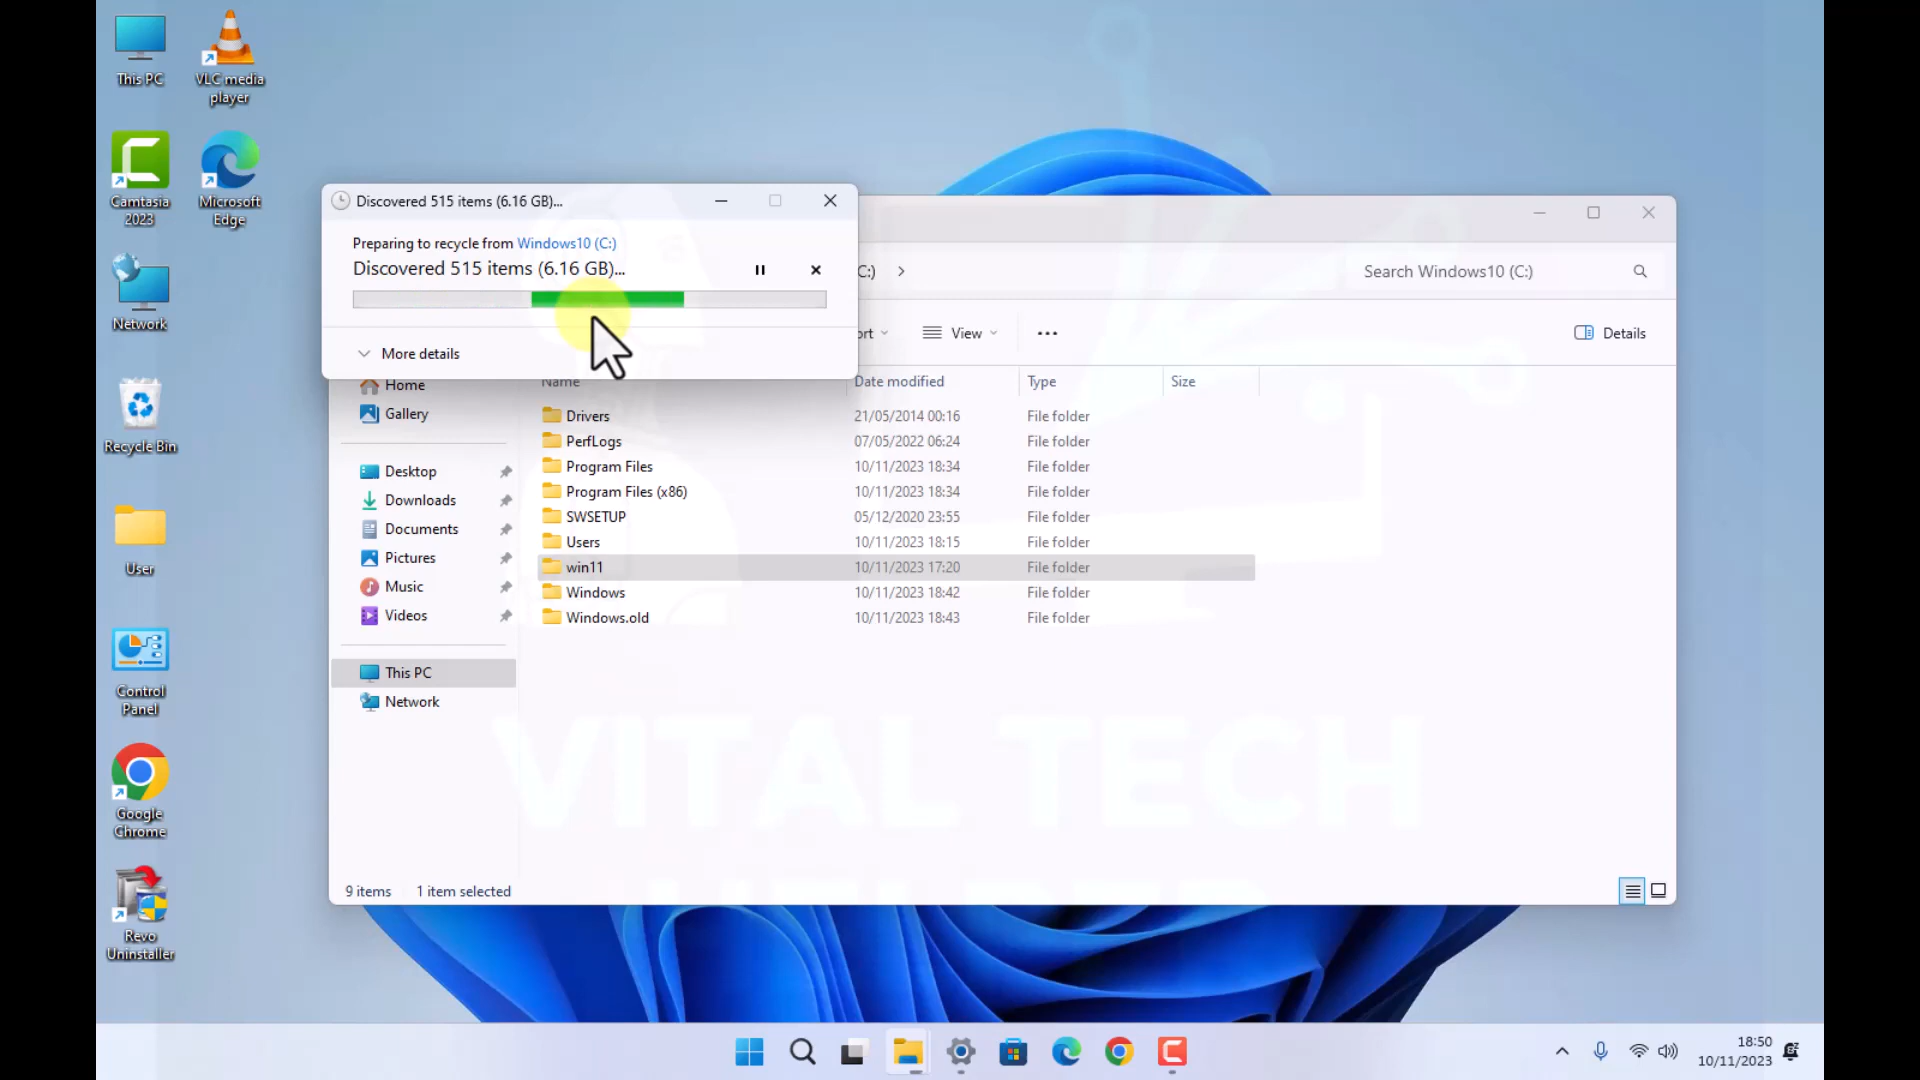 This PC
VLC media
player
Camtasia
2023
Microsoft
Edge
Network
Recycle Bin
User
Control
Panel
Google
Chrome
Revo
Uninstaller
Discovered 515 items (6.16 GB)...
Preparing to recycle from Windows10 (C:)
Discovered 515 items (6.16 GB)...
More details
C:)
Search Windows10 (C:)
ort
View
Details
Home
Gallery
Desktop
Downloads
Documents
Pictures
Music
Videos
This PC
Network
Name Date modified Type Size
Drivers 21/05/2014 00:16 File folder
PerfLogs 07/05/2022 06:24 File folder
Program Files 10/11/2023 18:34 File folder
Program Files (x86) 10/11/2023 18:34 File folder
SWSETUP 05/12/2020 23:55 File folder
Users 10/11/2023 18:15 File folder
win11 10/11/2023 17:20 File folder
Windows 10/11/2023 18:42 File folder
Windows.old 10/11/2023 18:43 File folder
VITAL TECH
9 items 1 item selected
18:50
10/11/2023